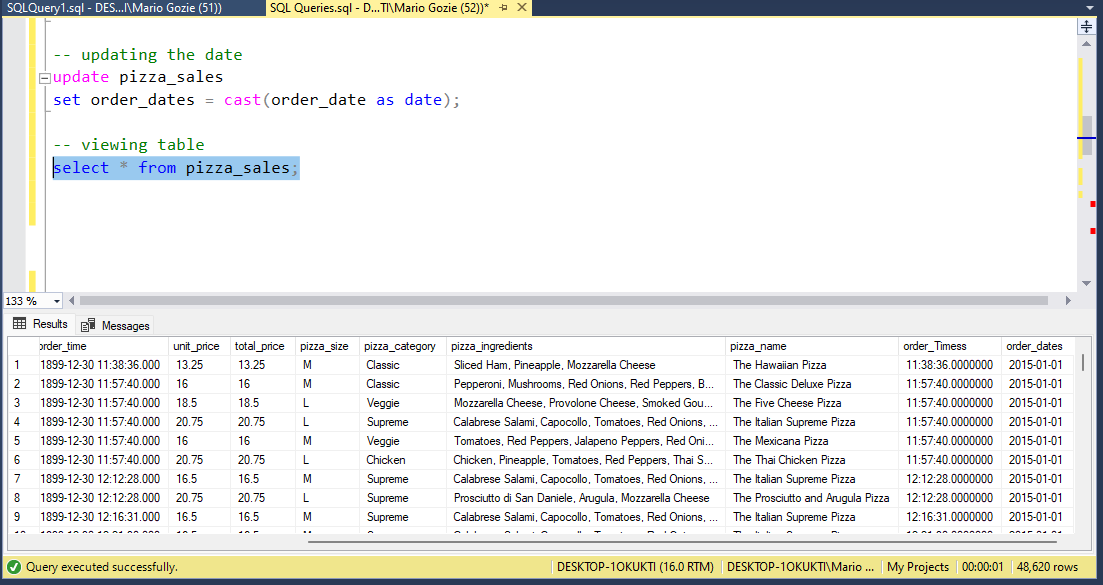 SQLQuery1.sql - DES...I\Mario Gozie (51)) SQL Queries.sql - D...TI\Mario Gozie (52))*
-- updating the date
update pizza_sales
set order_dates = cast(order_date as date);
-- viewing table
select * from pizza_sales;
133 %
Results Messages
order_time unit_price total_price pizza_size pizza_category pizza_ingredients pizza_name order_Timess order_dates
1 1899-12-30 11:38:36.000 13.25 13.25 M Classic Sliced Ham, Pineapple, Mozzarella Cheese The Hawaiian Pizza 11:38:36.0000000 2015-01-01
2 1899-12-30 11:57:40.000 16 16 M Classic Pepperoni, Mushrooms, Red Onions, Red Peppers, B... The Classic Deluxe Pizza 11:57:40.0000000 2015-01-01
3 1899-12-30 11:57:40.000 18.5 18.5 L Veggie Mozzarella Cheese, Provolone Cheese, Smoked Gou... The Five Cheese Pizza 11:57:40.0000000 2015-01-01
4 1899-12-30 11:57:40.000 20.75 20.75 L Supreme Calabrese Salami, Capocollo, Tomatoes, Red Onions, ... The Italian Supreme Pizza 11:57:40.0000000 2015-01-01
5 1899-12-30 11:57:40.000 16 16 M Veggie Tomatoes, Red Peppers, Jalapeno Peppers, Red Oni... The Mexicana Pizza 11:57:40.0000000 2015-01-01
6 1899-12-30 11:57:40.000 20.75 20.75 L Chicken Chicken, Pineapple, Tomatoes, Red Peppers, Thai S... The Thai Chicken Pizza 11:57:40.0000000 2015-01-01
7 1899-12-30 12:12:28.000 16.5 16.5 M Supreme Calabrese Salami, Capocollo, Tomatoes, Red Onions, ... The Italian Supreme Pizza 12:12:28.0000000 2015-01-01
8 1899-12-30 12:12:28.000 20.75 20.75 L Supreme Prosciutto di San Daniele, Arugula, Mozzarella Cheese The Prosciutto and Arugula Pizza 12:12:28.0000000 2015-01-01
9 1899-12-30 12:16:31.000 16.5 16.5 M Supreme Calabrese Salami, Capocollo, Tomatoes, Red Onions, ... The Italian Supreme Pizza 12:16:31.0000000 2015-01-01
Query executed successfully. DESKTOP-1OKUKTI (16.0 RTM) DESKTOP-1OKUKTI\Mario ... My Projects 00:00:01 48,620 rows